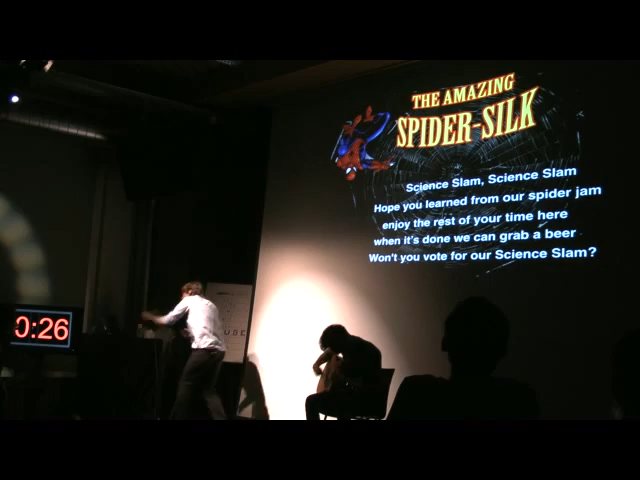 THE AMAZING
SPIDER-SILK
Science Slam, Science Slam
Hope you learned from our spider jam
enjoy the rest of your time here
when it's done we can grab a beer
Won't you vote for our Science Slam?
0:26